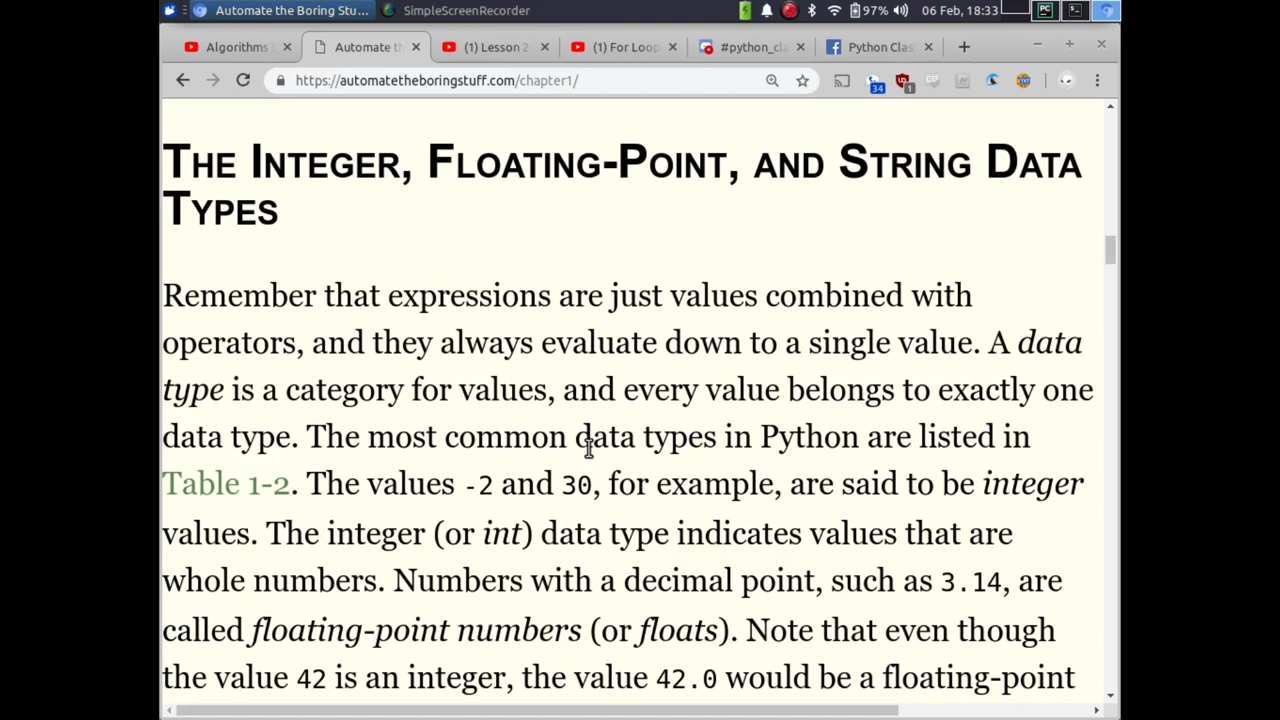 Automate the Boring Stu...
SimpleScreenRecorder
97%
06 Feb, 18:33
Algorithms
Automate th
(1) Lesson 2
(1) For Loop
#python_cla
Python Clas
https://automatetheboringstuff.com/chapter1/
34
1
The Integer, Floating-Point, and String Data
Types
Remember that expressions are just values combined with
operators, and they always evaluate down to a single value. A data
type is a category for values, and every value belongs to exactly one
data type. The most common data types in Python are listed in
Table 1-2. The values -2 and 30, for example, are said to be integer
values. The integer (or int) data type indicates values that are
whole numbers. Numbers with a decimal point, such as 3.14, are
called floating-point numbers (or floats). Note that even though
the value 42 is an integer, the value 42.0 would be a floating-point